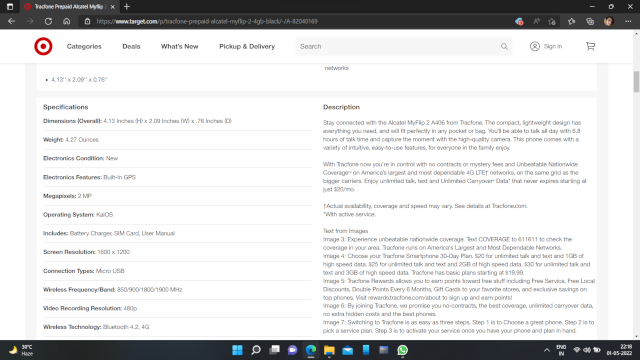 Tracfone Prepaid Alcatel MyFlip 2
https://www.target.com/p/tracfone-prepaid-alcatel-myflip-2-4gb-black/-/A-82040169
Categories
Deals
What's New
Pickup & Delivery
Search
Sign in
networks
4.13'' x 2.09'' x 0.76''
Specifications
Dimensions (Overall): 4.13 Inches (H) x 2.09 Inches (W) x .76 Inches (D)
Weight: 4.27 Ounces
Electronics Condition: New
Electronics Features: Built-In GPS
Megapixels: 2 MP
Operating System: KaiOS
Includes: Battery Charger, SIM Card, User Manual
Screen Resolution: 1600 x 1200
Connection Types: Micro USB
Wireless Frequency/Band: 850/900/1800/1900 MHz
Video Recording Resolution: 480p
Wireless Technology: Bluetooth 4.2, 4G
Description
Stay connected with the Alcatel MyFlip 2 A406 from Tracfone. The compact, lightweight design has
everything you need, and will fit perfectly in any pocket or bag. You'll be able to talk all day with 6.8
hours of talk time and capture the moment with the high-quality camera. This phone comes with a
variety of intuitive, easy-to-use features, for everyone in the family enjoy.
With Tracfone now you're in control with no contracts or mystery fees and Unbeatable Nationwide
Coverage~ on America's largest and most dependable 4G LTE† networks, on the same grid as the
bigger carriers. Enjoy unlimited talk, text and Unlimited Carryover® Data* that never expires starting at
just $20/mo.
†Actual availability, coverage and speed may vary. See details at Tracfone.com.
*With active service.
Text from Images
Image 3: Experience unbeatable nationwide coverage. Text COVERAGE to 611611 to check the
coverage in your area. Tracfone runs on America's Largest and Most Dependable Networks.
Image 4: Choose your Tracfone Smartphone 30-Day Plan. $20 for unlimited talk and text and 1GB of
high speed data. $25 for unlimited talk and text and 2GB of high speed data. $30 for unlimited talk and
text and 3GB of high speed data. Tracfone has basic plans starting at $19.99.
Image 5: Tracfone Rewards allows you to earn points toward free stuff including Free Service, Free Local
Discounts, Double Points Every 6 Months, Gift Cards to your favorite stores, and exclusive savings on
top phones. Visit rewards.tracfone.com/about to sign up and earn points!
Image 6: By joining Tracfone, we promise you no-contracts, the best coverage, unlimited carryover data,
no extra hidden costs and the best phones.
Image 7: Switching to Tracfone is as easy as three steps. Step 1 is to Choose a great phone. Step 2 is to
pick a service plan. Step 3 is to activate your service once you have your phone and plan in hand.
30°C
Haze
ENG
IN
22:18
01-05-2022